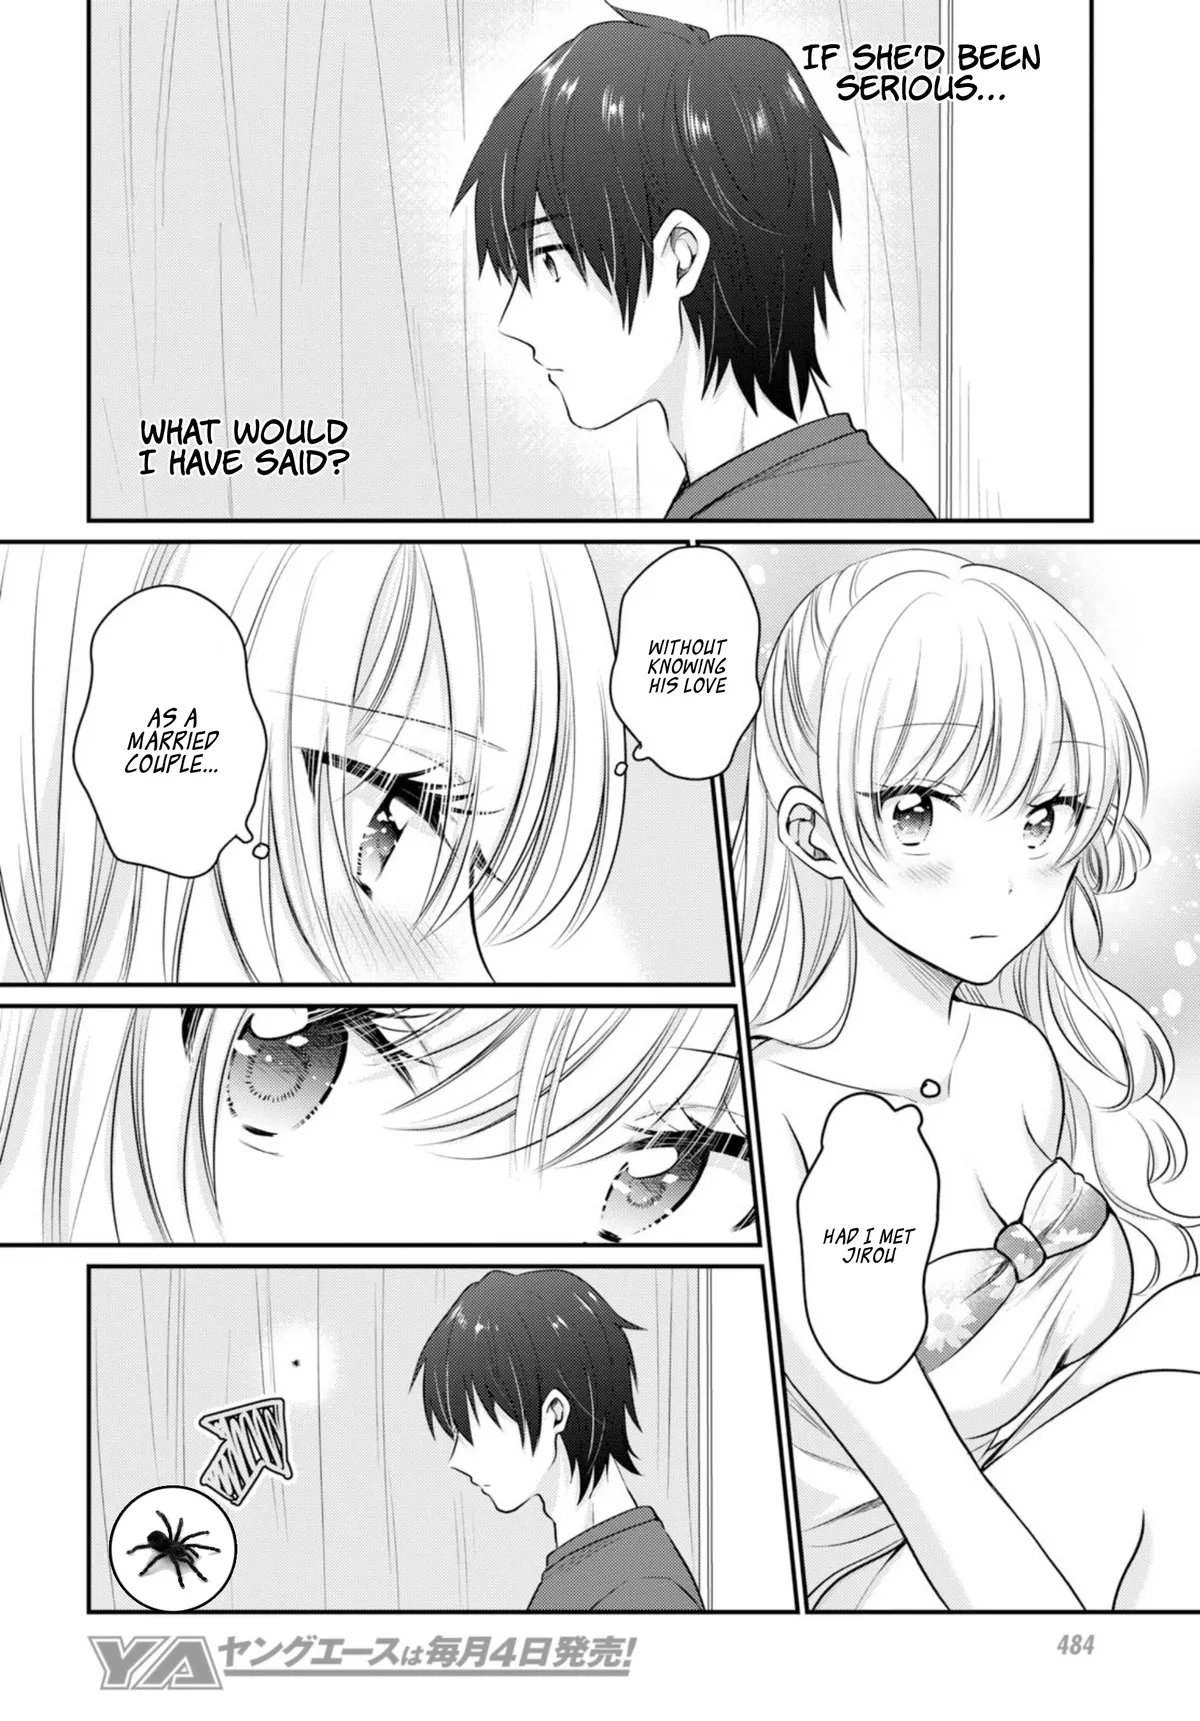 IF SHE'D BEEN
SERIOUS...
WHAT WOULD
I HAVE SAID?
WITHOUT
KNOWING
HIS LOVE
HAD I MET
JIROU
AS A
MARRIED
COUPLE...
YA ヤングエースは毎月4日発売!
484